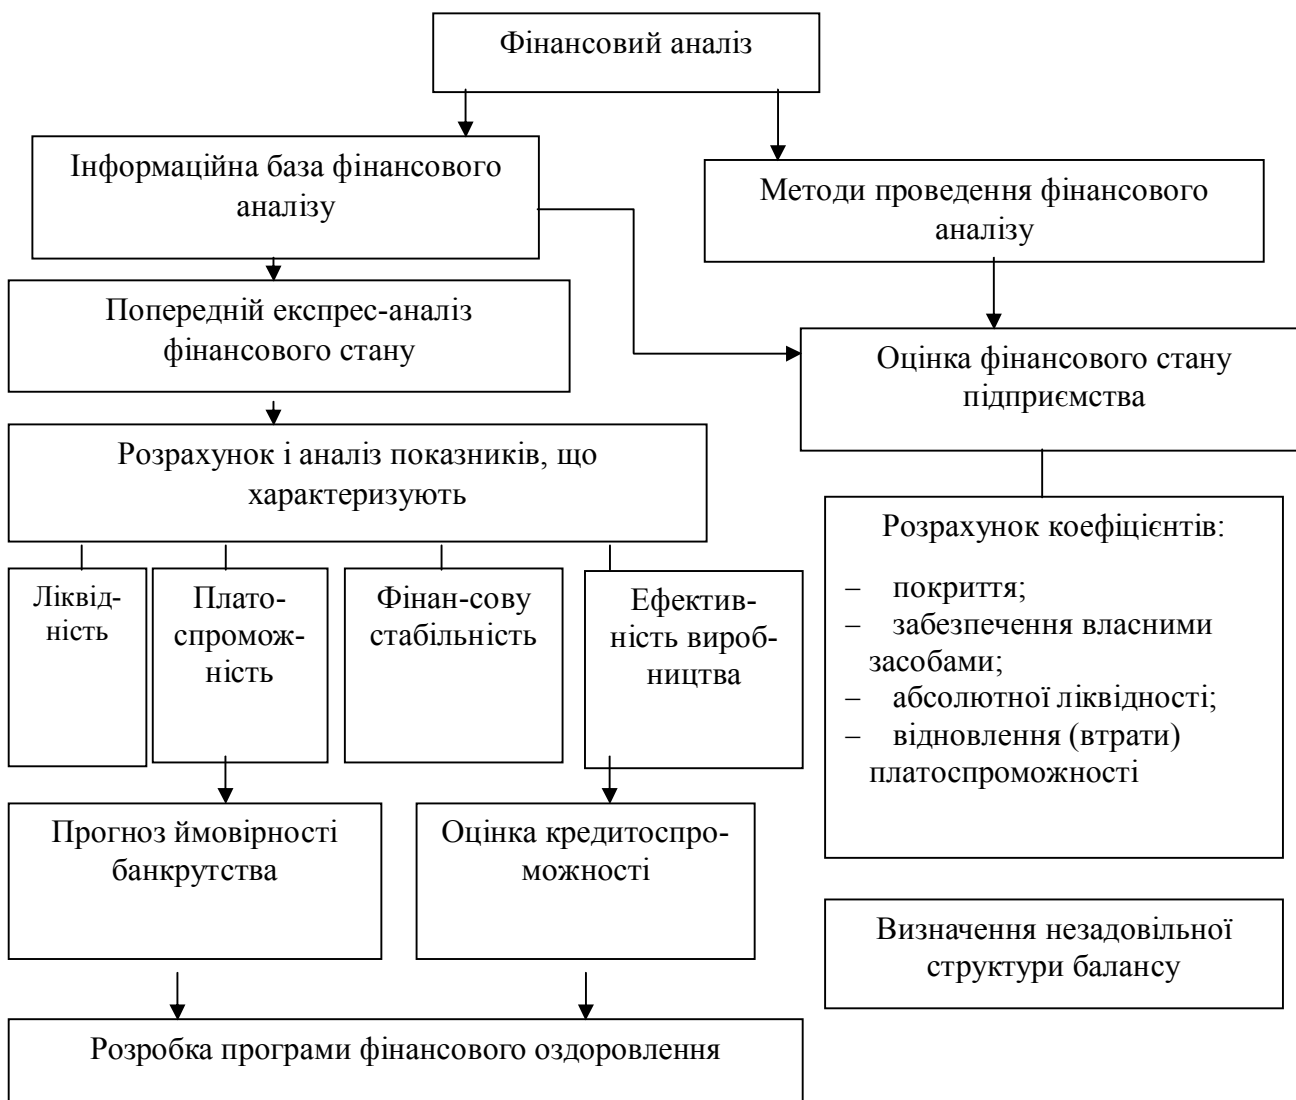 Фінансовий аналіз
Інформаційна база фінансового
аналізу
Методи проведення фінансового
аналізу
Попередній експрес-аналіз
фінансового стану
Оцінка фінансового стану
підприємства
Розрахунок і аналіз показників, що
характеризують
Ліквід-
ність
Плато-
спромож-
ність
Фінан-сову
стабільність
Ефектив-
ність вироб-
ництва
Розрахунок коефіцієнтів:
– покриття;
– забезпечення власними
засобами;
– абсолютної ліквідності;
– відновлення (втрати)
платоспроможності
Прогноз ймовірності
банкрутства
Оцінка кредитоспро-
можності
Визначення незадовільної
структури балансу
Розробка програми фінансового оздоровлення